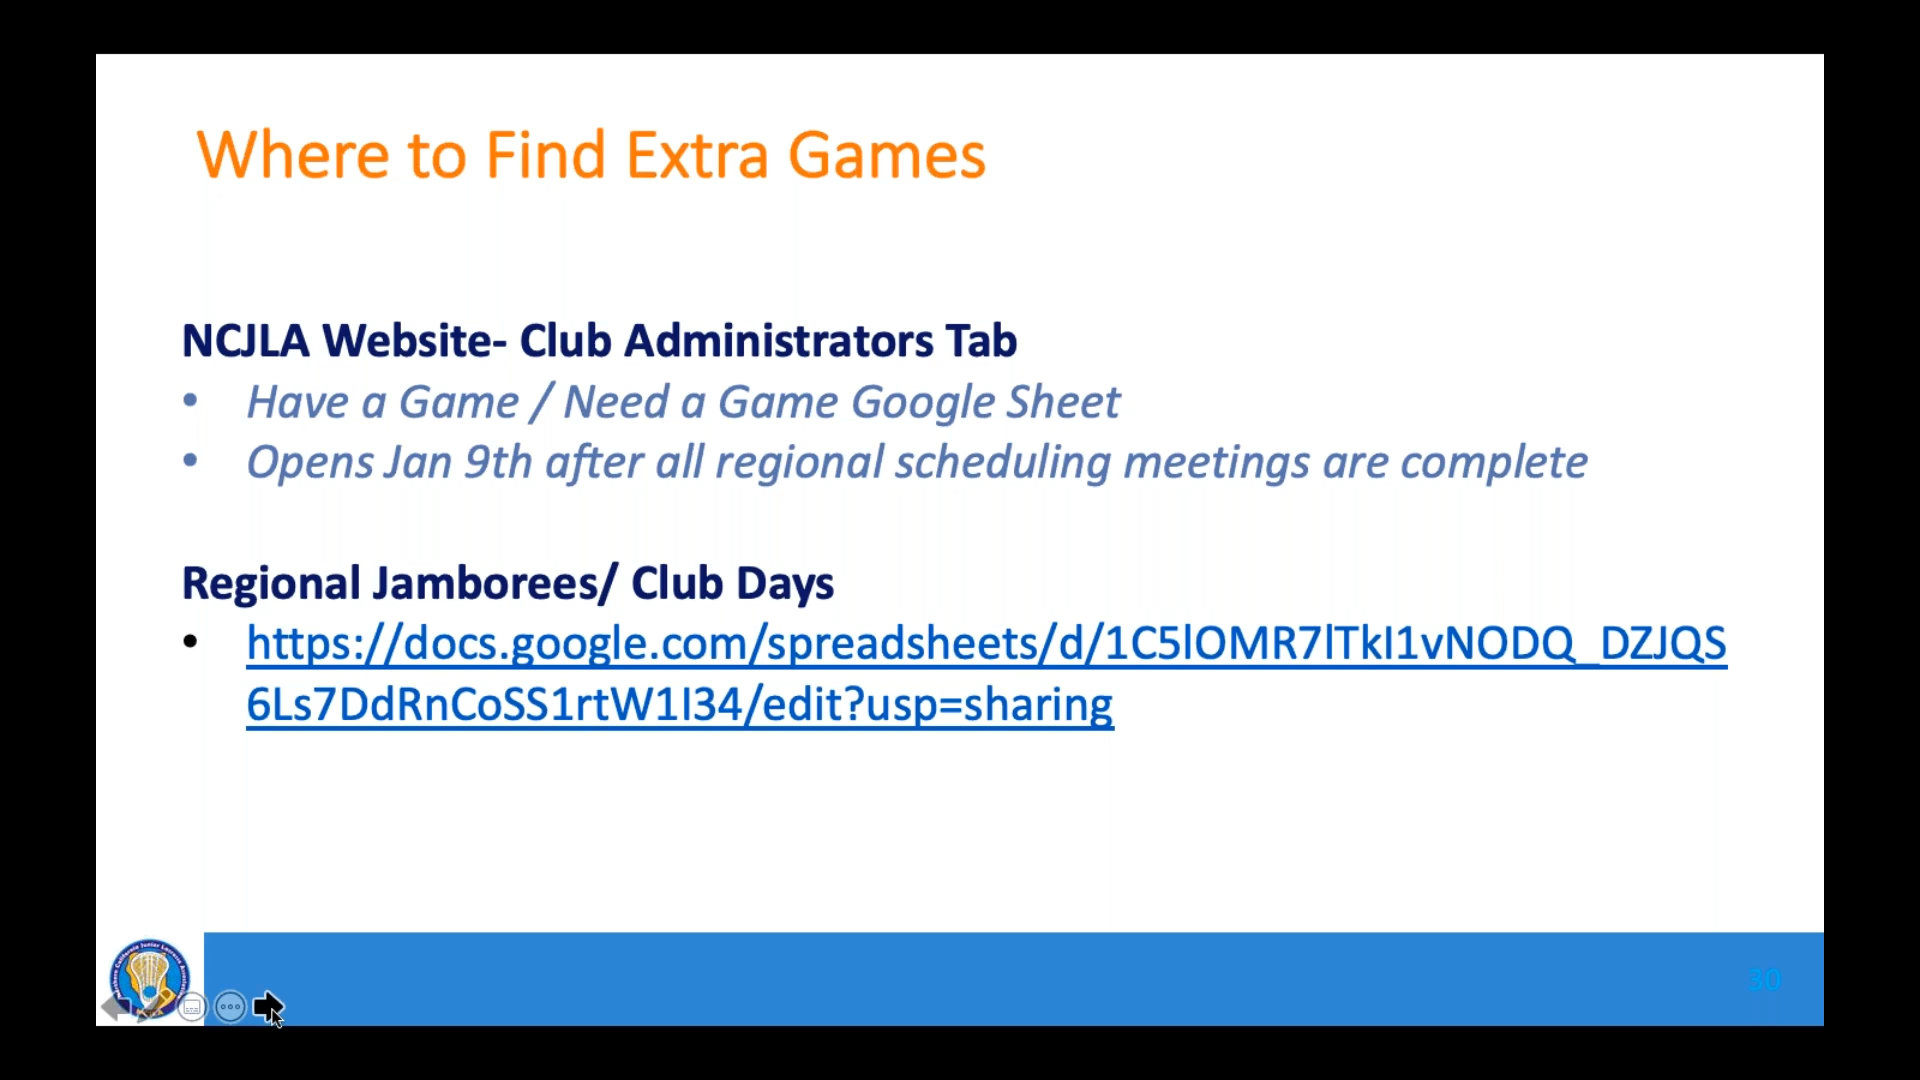 Where to Find Extra Games
NCJLA Website- Club Administrators Tab
• Have a Game / Need a Game Google Sheet
• Opens Jan 9th after all regional scheduling meetings are complete
Regional Jamborees/ Club Days
• https://docs.google.com/spreadsheets/d/1C5lOMR7lTkI1vNODQ_DZJQS
6Ls7DdRnCoSS1rtW1I34/edit?usp=sharing
30